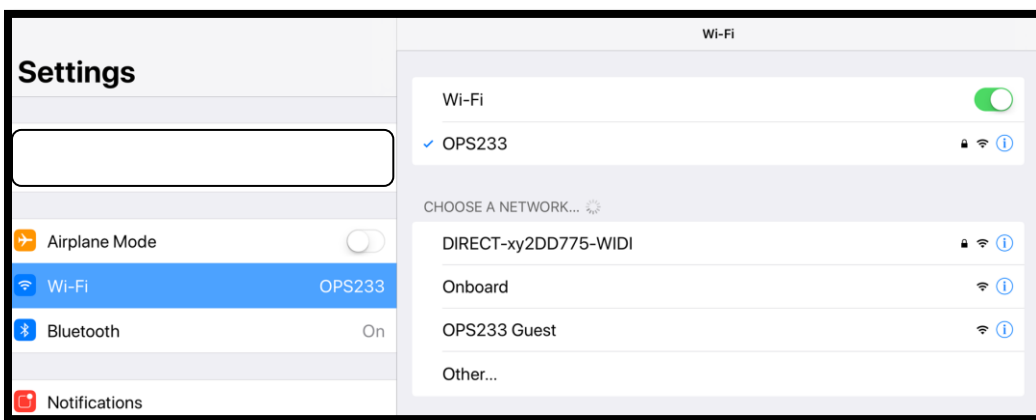 Settings
Airplane Mode
Wi-Fi OPS233
Bluetooth On
Notifications
Wi-Fi
Wi-Fi
OPS233
CHOOSE A NETWORK...
DIRECT-xy2DD775-WIDI
Onboard
OPS233 Guest
Other...